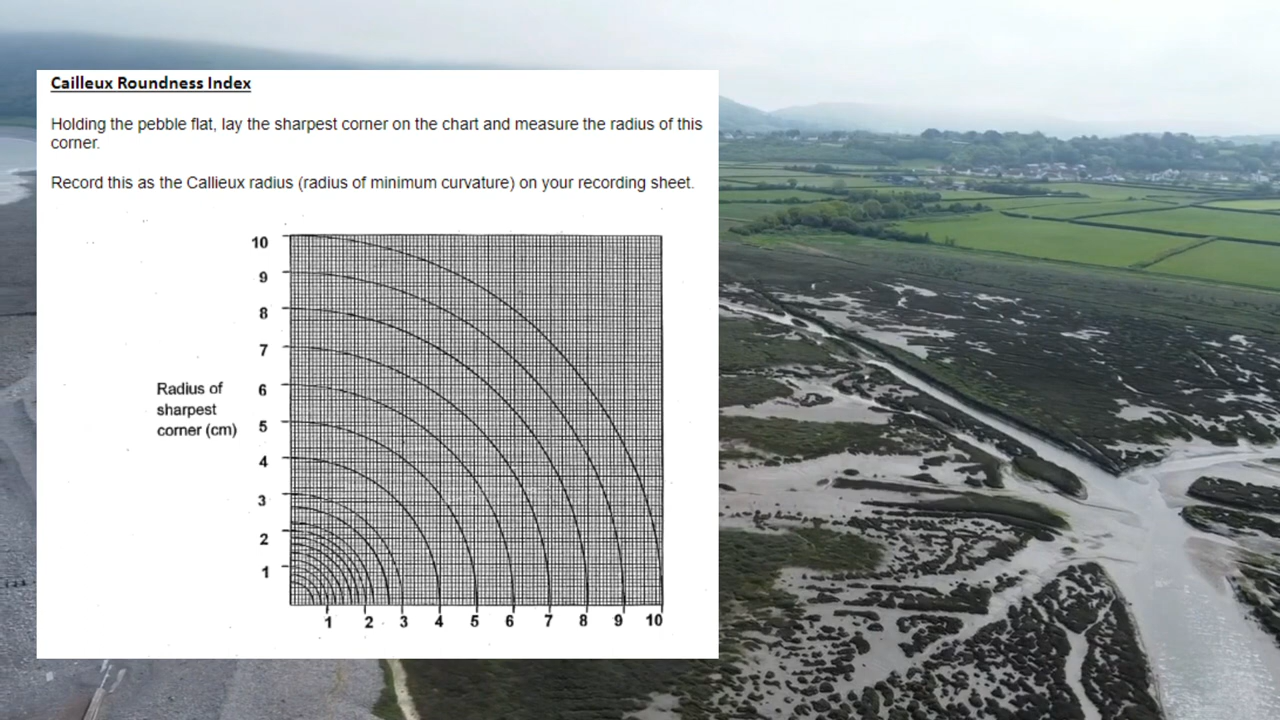 Cailleux Roundness Index
Holding the pebble flat, lay the sharpest corner on the chart and measure the radius of this
corner.
Record this as the Callieux radius (radius of minimum curvature) on your recording sheet.
10
9
8
7
6
5
4
3
2
1
Radius of
sharpest
corner (cm)
1 2 3 4 5 6 7 8 9 10